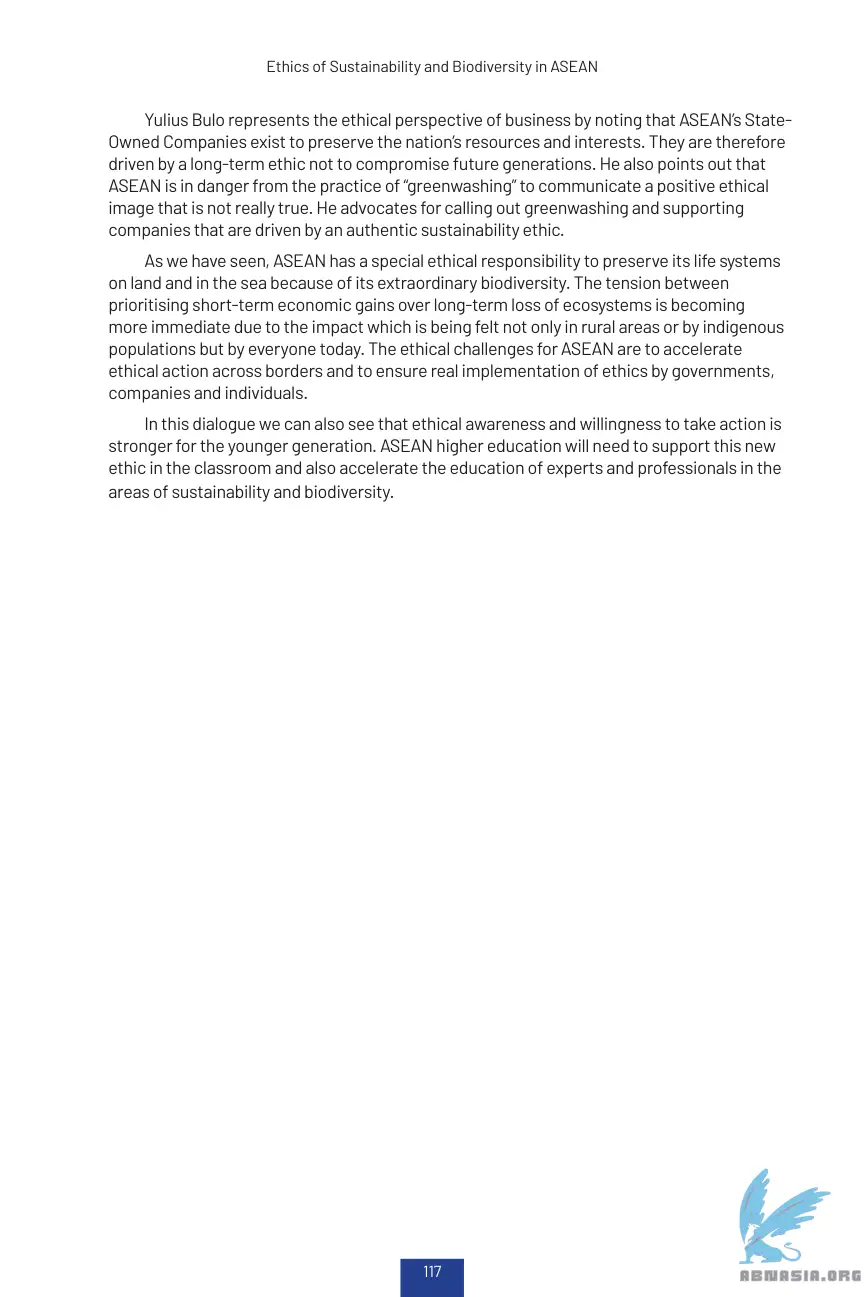 Ethics of Sustainability and Biodiversity in ASEAN
Yulius Bulo represents the ethical perspective of business by noting that ASEAN’s State-
Owned Companies exist to preserve the nation’s resources and interests. They are therefore
driven by a long-term ethic not to compromise future generations. He also points out that
ASEAN is in danger from the practice of “greenwashing” to communicate a positive ethical
image that is not really true. He advocates for calling out greenwashing and supporting
companies that are driven by an authentic sustainability ethic.
As we have seen, ASEAN has a special ethical responsibility to preserve its life systems
on land and in the sea because of its extraordinary biodiversity. The tension between
prioritising short-term economic gains over long-term loss of ecosystems is becoming
more immediate due to the impact which is being felt not only in rural areas or by indigenous
populations but by everyone today. The ethical challenges for ASEAN are to accelerate
ethical action across borders and to ensure real implementation of ethics by governments,
companies and individuals.
In this dialogue we can also see that ethical awareness and willingness to take action is
stronger for the younger generation. ASEAN higher education will need to support this new
ethic in the classroom and also accelerate the education of experts and professionals in the
areas of sustainability and biodiversity.
117
ABNASIA.ORG